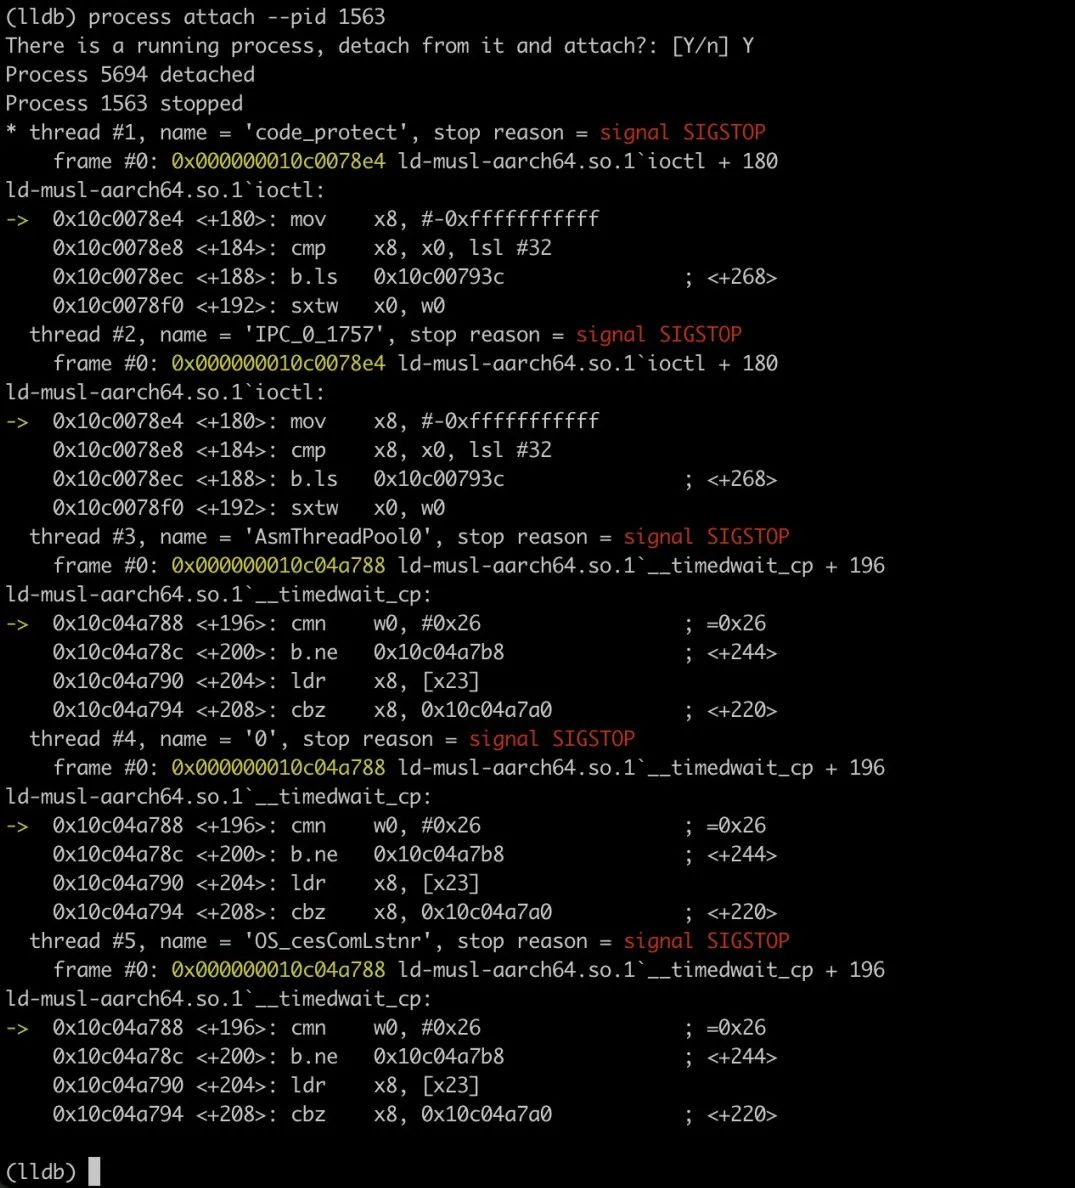 (lldb) process attach --pid 1563
There is a running process, detach from it and attach?: [Y/n] Y
Process 5694 detached
Process 1563 stopped
* thread #1, name = 'code_protect', stop reason = signal SIGSTOP
    frame #0: 0x000000010c0078e4 ld-musl-aarch64.so.1`ioctl + 180
ld-musl-aarch64.so.1`ioctl:
->  0x10c0078e4 <+180>: mov    x8, #-0xfffffffffff
    0x10c0078e8 <+184>: cmp    x8, x0, lsl #32
    0x10c0078ec <+188>: b.ls   0x10c00793c               ; <+268>
    0x10c0078f0 <+192>: sxtw   x0, w0
  thread #2, name = 'IPC_0_1757', stop reason = signal SIGSTOP
    frame #0: 0x000000010c0078e4 ld-musl-aarch64.so.1`ioctl + 180
ld-musl-aarch64.so.1`ioctl:
->  0x10c0078e4 <+180>: mov    x8, #-0xfffffffffff
    0x10c0078e8 <+184>: cmp    x8, x0, lsl #32
    0x10c0078ec <+188>: b.ls   0x10c00793c               ; <+268>
    0x10c0078f0 <+192>: sxtw   x0, w0
  thread #3, name = 'AsmThreadPool0', stop reason = signal SIGSTOP
    frame #0: 0x000000010c04a788 ld-musl-aarch64.so.1`__timedwait_cp + 196
ld-musl-aarch64.so.1`__timedwait_cp:
->  0x10c04a788 <+196>: cmn    w0, #0x26                 ; =0x26
    0x10c04a78c <+200>: b.ne   0x10c04a7b8               ; <+244>
    0x10c04a790 <+204>: ldr    x8, [x23]
    0x10c04a794 <+208>: cbz    x8, 0x10c04a7a0           ; <+220>
  thread #4, name = '0', stop reason = signal SIGSTOP
    frame #0: 0x000000010c04a788 ld-musl-aarch64.so.1`__timedwait_cp + 196
ld-musl-aarch64.so.1`__timedwait_cp:
->  0x10c04a788 <+196>: cmn    w0, #0x26                 ; =0x26
    0x10c04a78c <+200>: b.ne   0x10c04a7b8               ; <+244>
    0x10c04a790 <+204>: ldr    x8, [x23]
    0x10c04a794 <+208>: cbz    x8, 0x10c04a7a0           ; <+220>
  thread #5, name = 'OS_cesComLstnr', stop reason = signal SIGSTOP
    frame #0: 0x000000010c04a788 ld-musl-aarch64.so.1`__timedwait_cp + 196
ld-musl-aarch64.so.1`__timedwait_cp:
->  0x10c04a788 <+196>: cmn    w0, #0x26                 ; =0x26
    0x10c04a78c <+200>: b.ne   0x10c04a7b8               ; <+244>
    0x10c04a790 <+204>: ldr    x8, [x23]
    0x10c04a794 <+208>: cbz    x8, 0x10c04a7a0           ; <+220>
(lldb)